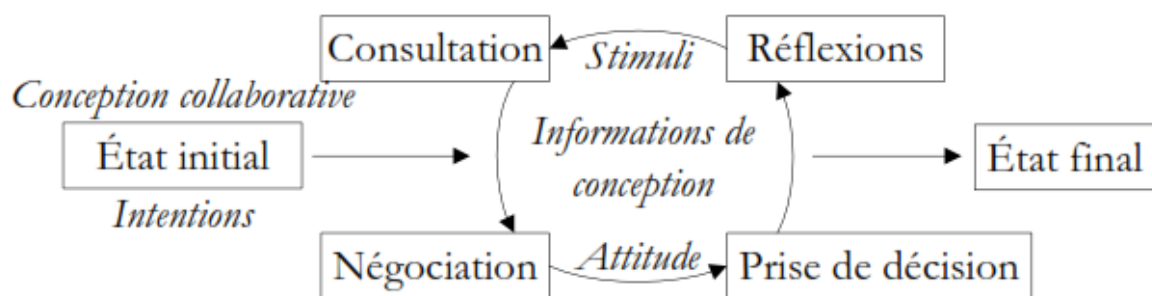 Consultation
Stimuli
Réflexions
Conception collaborative
État initial
Intentions
Informations de
conception
État final
Négociation
Attitude
Prise de décision